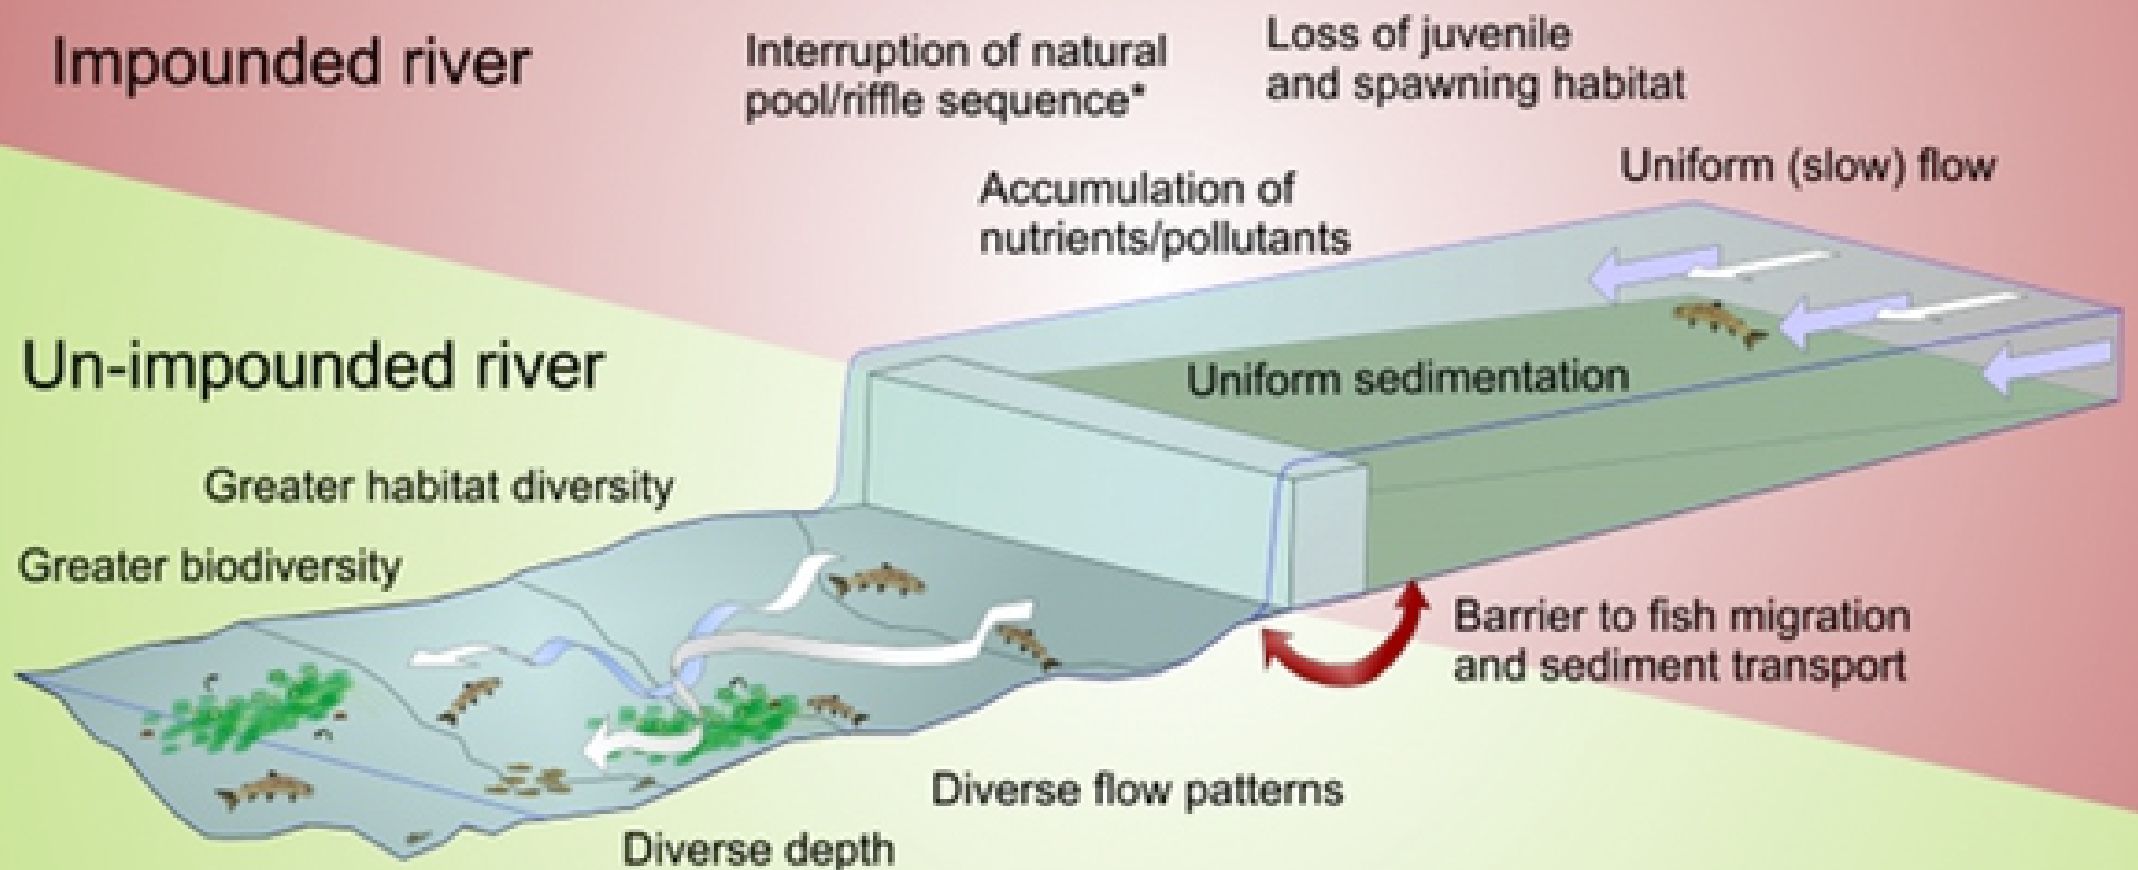 Impounded river
Interruption of natural
pool/riffle sequence*
Loss of juvenile
and spawning habitat
Uniform (slow) flow
Accumulation of
nutrients/pollutants
Un-impounded river
Uniform sedimentation
Greater habitat diversity
Greater biodiversity
Barrier to fish migration
and sediment transport
Diverse flow patterns
Diverse depth